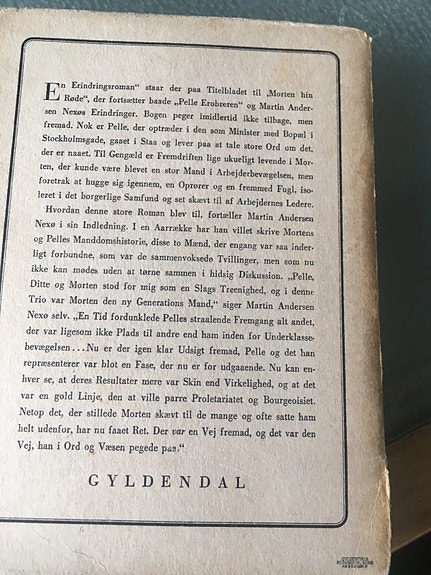 En Erindringsroman“ staar der paa Titelbladet til „Morten hin
Røde“, der fortsætter baade „Pelle Erobreren“ og Martin Ander-
sen Nexøs Erindringer. Bogen peger imidlertid ikke tilbage, men
fremad. Nok er Pelle, der optræder i den som Minister med Bopæl i
Stockholmsgade, gaaet i Staa og lever paa at tale store Ord om det,
der er naaet. Til Gengæld er Fremdriften lige ukueligt levende i Mor-
ten, der kunde være blevet en stor Mand i Arbejderbevægelsen, men
foretrak at hugge sig igennem, en Oprører og en fremmed Fugl, iso-
leret i det borgerlige Samfund og set skævt til af Arbejdernes Ledere.
Hvordan denne store Roman blev til, fortæller Martin Andersen
Nexø i sin Indledning. I en Aarrække har han villet skrive Mortens
og Pelles Manddomshistorie, disse to Mænd, der engang var saa inder-
ligt forbundne, som var de sammenvoksede Tvillinger, men som nu
ikke kan mødes uden at tørne sammen i hidsig Diskussion. „Pelle,
Ditte og Morten stod for mig som en Slags Treenighed, og i denne
Trio var Morten den ny Generations Mand,“ siger Martin Andersen
Nexø selv. „En Tid fordunklede Pelles straalende Fremgang alt andet,
der var ligesom ikke Plads til andre end ham inden for Underklasse-
bevægelsen... Nu er der igen klar Udsigt fremad, Pelle og det han
repræsenterer var blot en Fase, der nu er for udgaaende. Nu kan en-
hver se, at deres Resultater mere var Skin end Virkelighed, og at det
var en gold Linje, den at ville parre Proletariatet og Bourgeoisiet.
Netop det, der stillede Morten skævt til de mange og ofte satte ham
helt udenfor, har nu faaet Ret. Der var en Vej fremad, og det var den
Vej, han i Ord og Væsen pegede paa.“
GYLDENDAL